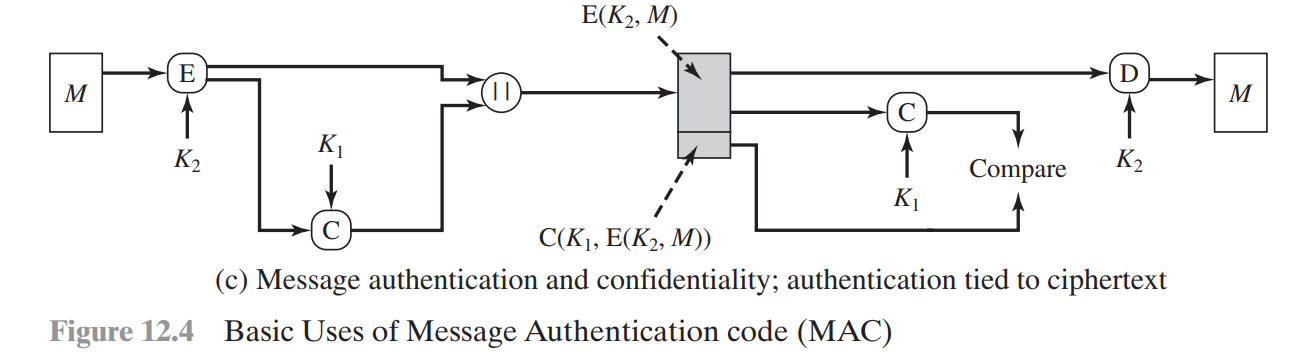 E(K₂, M)
M
E
||
D
M
C
K₂
K₁
Compare
K₂
K₁
C
C(K₁, E(K₂, M))
(c) Message authentication and confidentiality; authentication tied to ciphertext
Figure 12.4 Basic Uses of Message Authentication code (MAC)